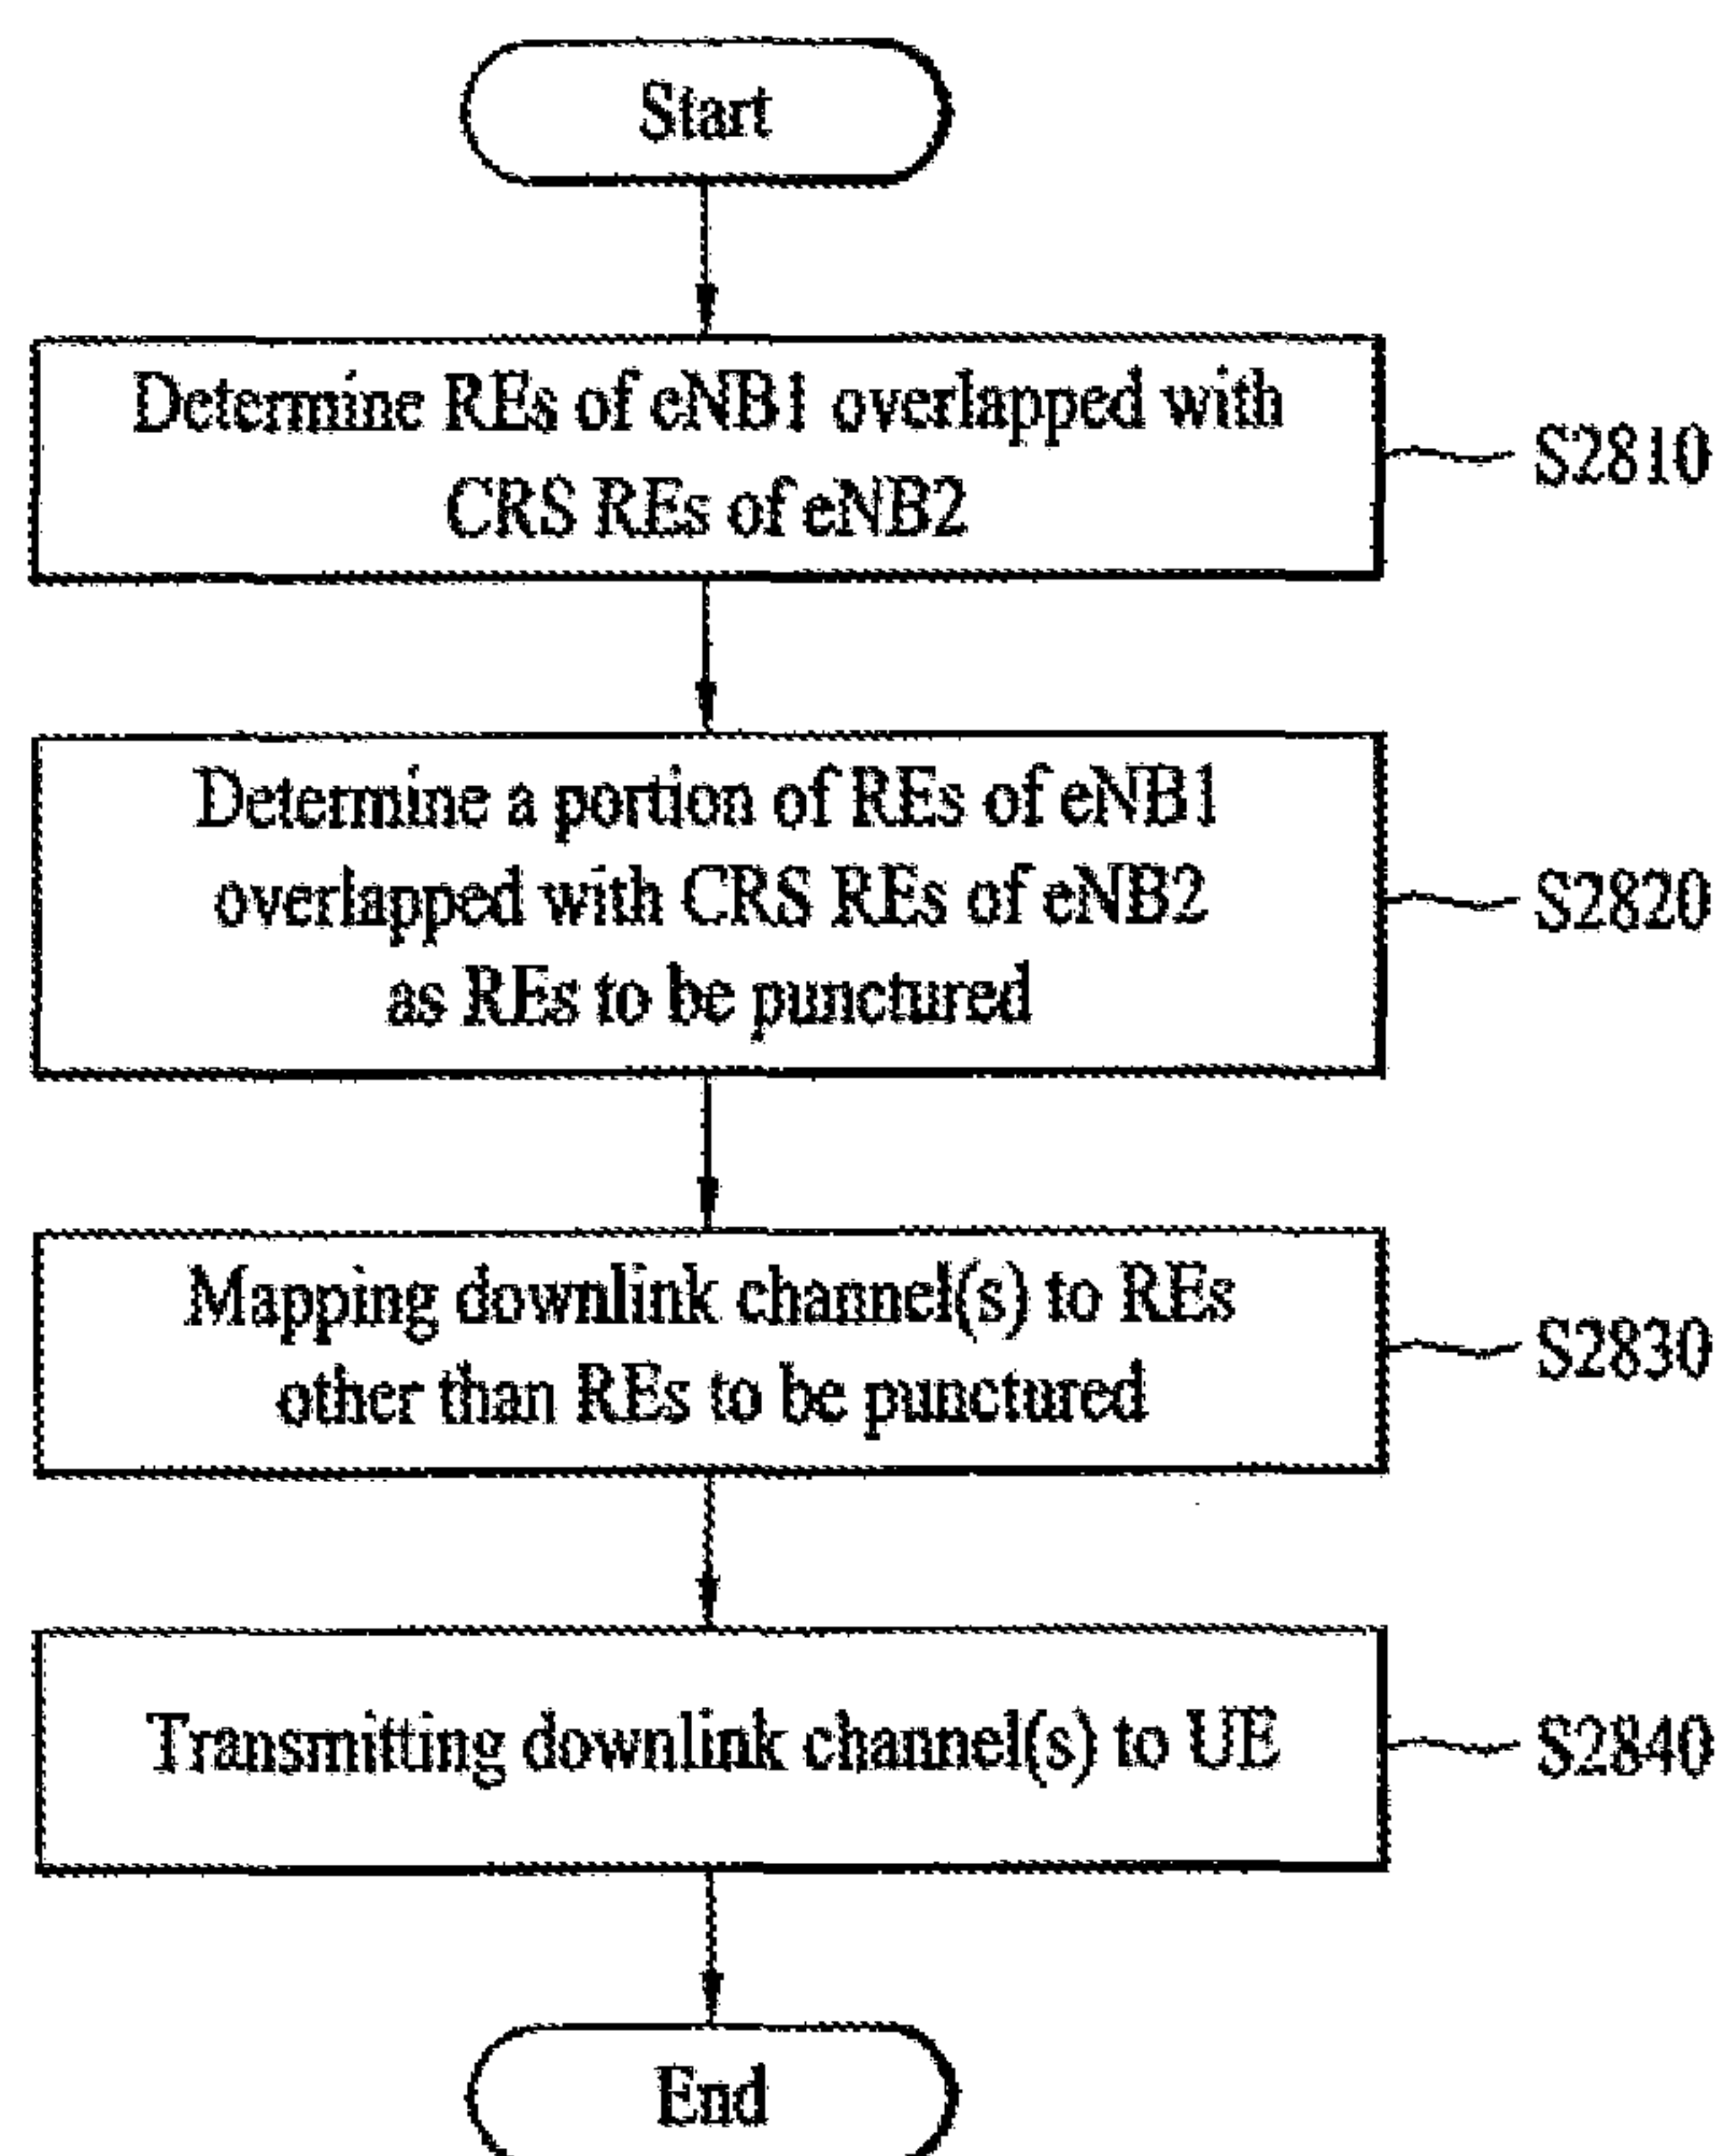 Start
Determine REs of eNB1 overlapped with
CRS REs of eNB2
S2810
Determine a portion of REs of eNB1
overlapped with CRS REs of eNB2
as REs to be punctured
S2820
Mapping downlink channel(s) to REs
other than REs to be punctured
S2830
Transmitting downlink channel(s) to UE
S2840
End